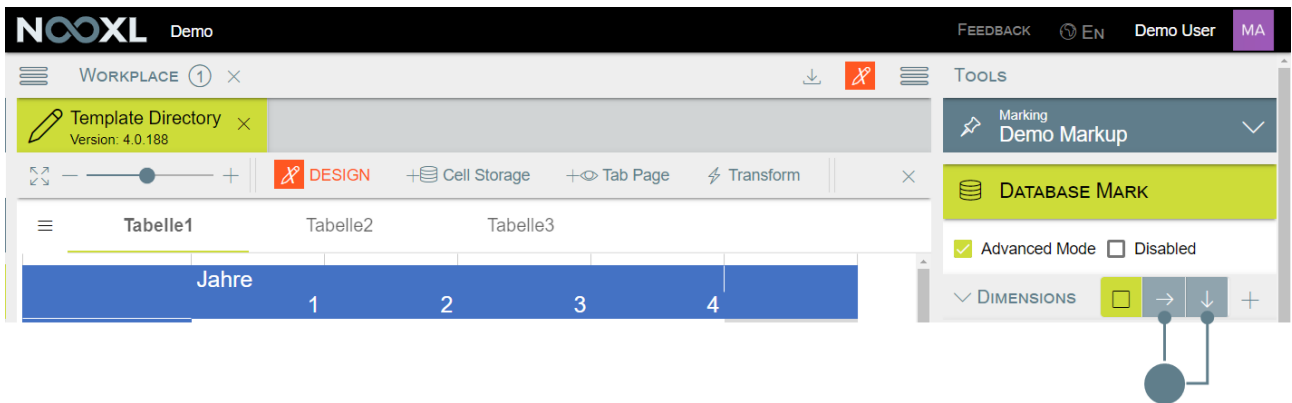 NOOXL Demo FEEDBACK EN Demo User MA
WORKPLACE 1 TOOLS
Template Directory
Version: 4.0.188
Marking
Demo Markup
DESIGN Cell Storage Tab Page Transform
DATABASE MARK
Tabelle1 Tabelle2 Tabelle3
Advanced Mode Disabled
Jahre
1 2 3 4
DIMENSIONS